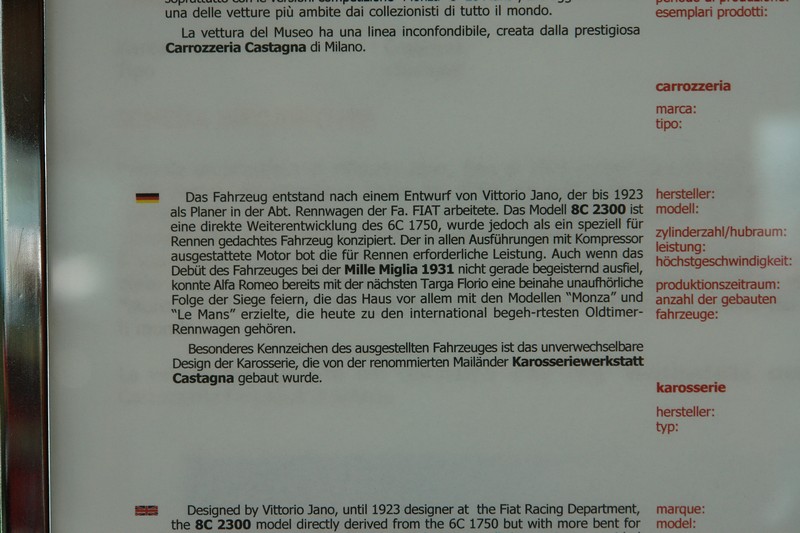 una delle vetture più ambite dai collezionisti di tutto il mondo.
esemplari prodotti:
La vettura del Museo ha una linea inconfondibile, creata dalla prestigiosa
Carrozzeria Castagna di Milano.
carrozzeria
marca:
tipo:
Das Fahrzeug entstand nach einem Entwurf von Vittorio Jano, der bis 1923
als Planer in der Abt. Rennwagen der Fa. FIAT arbeitete. Das Modell 8C 2300 ist
eine direkte Weiterentwicklung des 6C 1750, wurde jedoch als ein speziell für
Rennen gedachtes Fahrzeug konzipiert. Der in allen Ausführungen mit Kompressor
ausgestattete Motor bot die für Rennen erforderliche Leistung. Auch wenn das
Debüt des Fahrzeuges bei der Mille Miglia 1931 nicht gerade begeisternd ausfiel,
konnte Alfa Romeo bereits mit der nächsten Targa Florio eine beinahe unaufhörliche
Folge der Siege feiern, die das Haus vor allem mit den Modellen "Monza" und
"Le Mans" erzielte, die heute zu den international begeh-rtesten Oldtimer-
Rennwagen gehören.
Besonderes Kennzeichen des ausgestellten Fahrzeuges ist das unverwechselbare
Design der Karosserie, die von der renommierten Mailänder Karosseriewerkstatt
Castagna gebaut wurde.
hersteller:
modell:
zylinderzahl/hubraum:
leistung:
höchstgeschwindigkeit:
produktionszeitraum:
anzahl der gebauten
fahrzeuge:
karosserie
hersteller:
typ:
Designed by Vittorio Jano, until 1923 designer at the Fiat Racing Department,
the 8C 2300 model directly derived from the 6C 1750 but with more bent for
marque:
model: